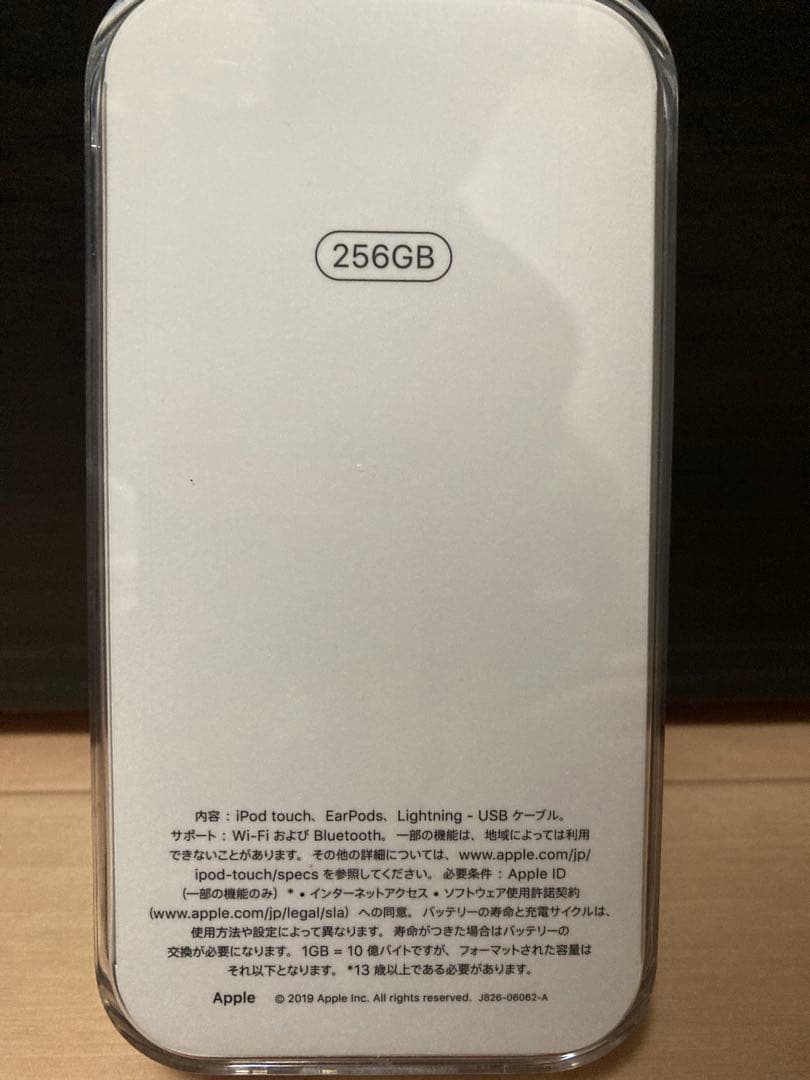 256GB
内容：iPod touch、EarPods、Lightning - USB ケーブル。
サポート：Wi-Fi および Bluetooth。一部の機能は、地域によっては利用
できないことがあります。その他の詳細については、www.apple.com/jp/
ipod-touch/specs を参照してください。必要条件：Apple ID
（一部の機能のみ）* • インターネットアクセス • ソフトウェア使用許諾契約
（www.apple.com/jp/legal/sla）への同意。バッテリーの寿命と充電サイクルは、
使用方法や設定によって異なります。寿命がつきた場合はバッテリーの
交換が必要になります。1GB = 10 億バイトですが、フォーマットされた容量は
それ以下となります。*13 歳以上である必要があります。
Apple © 2019 Apple Inc. All rights reserved. J826-06062-A